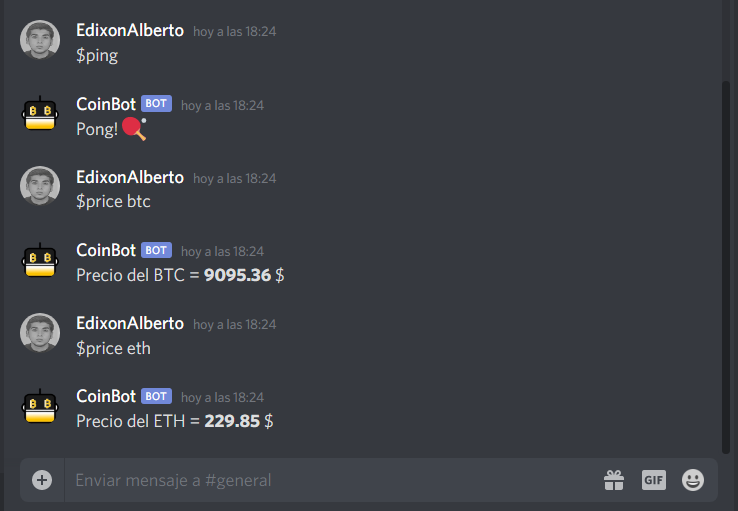 EdixonAlberto hoy a las 18:24
$ping
CoinBot BOT hoy a las 18:24
Pong! 🏓
EdixonAlberto hoy a las 18:24
$price btc
CoinBot BOT hoy a las 18:24
Precio del BTC = 9095.36 $
EdixonAlberto hoy a las 18:24
$price eth
CoinBot BOT hoy a las 18:24
Precio del ETH = 229.85 $
Enviar mensaje a #general
GIF